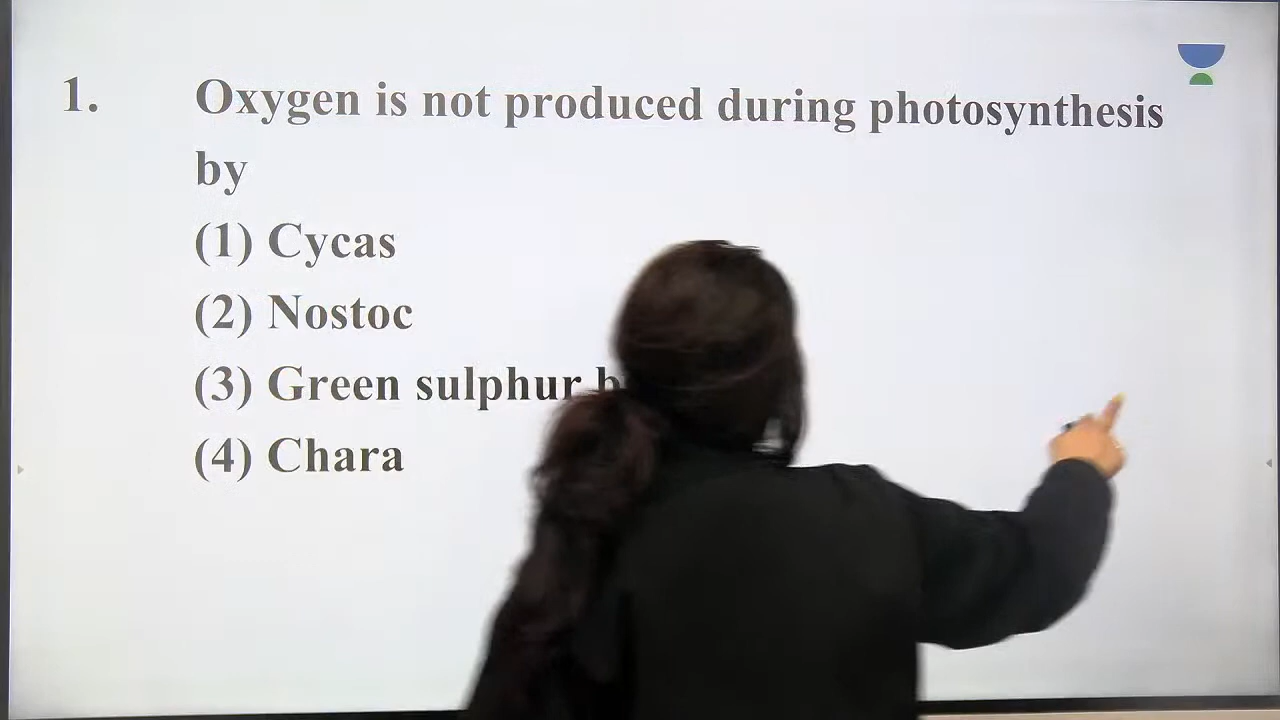 1. Oxygen is not produced during photosynthesis
by
(1) Cycas
(2) Nostoc
(3) Green sulphur
(4) Chara